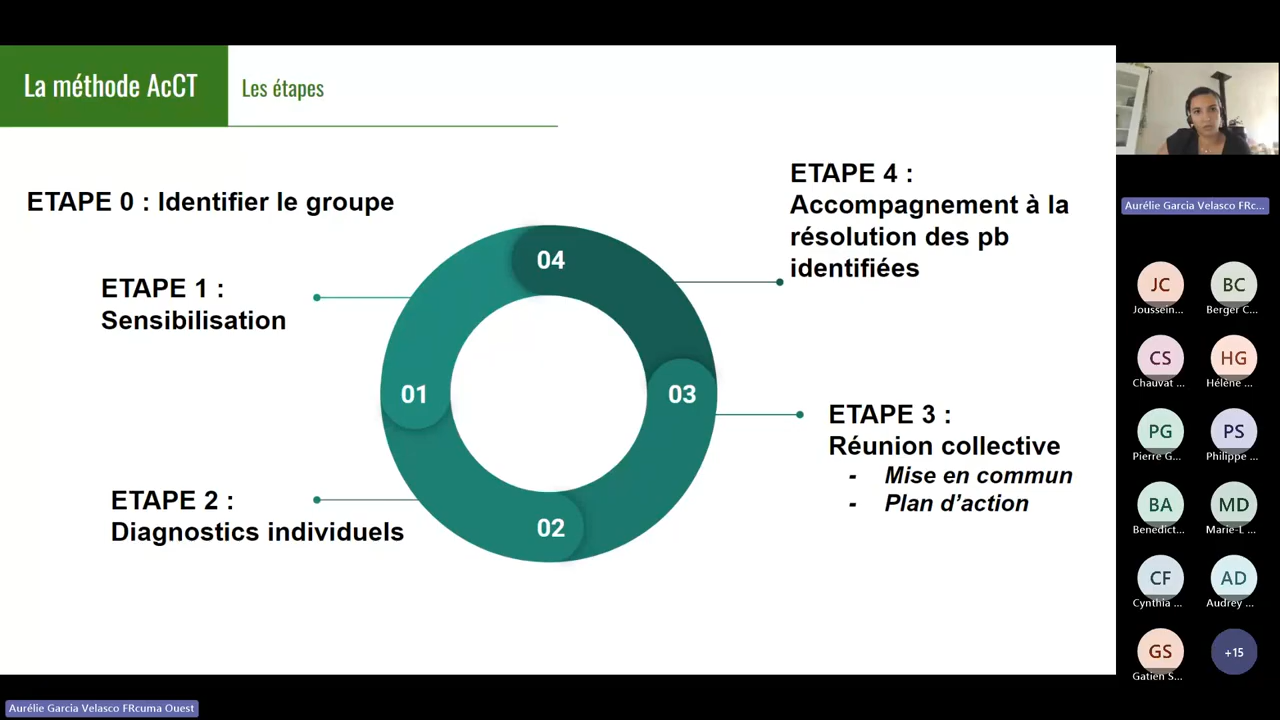 La méthode AcCT
Les étapes
ETAPE 0 : Identifier le groupe
ETAPE 1 :
Sensibilisation
ETAPE 2 :
Diagnostics individuels
ETAPE 4 :
Accompagnement à la
résolution des pb
identifiées
ETAPE 3 :
Réunion collective
- Mise en commun
- Plan d’action
04
01
03
02
Aurélie Garcia Velasco FRc...
JC
BC
Joussein...
Berger C...
CS
HG
Chauvat ...
Hélène ...
PG
PS
Pierre G...
Philippe ...
BA
MD
Benedict...
Marie-L ...
CF
AD
Cynthia ...
Audrey ...
GS
+15
Gatien S...
Aurélie Garcia Velasco FRcuma Ouest